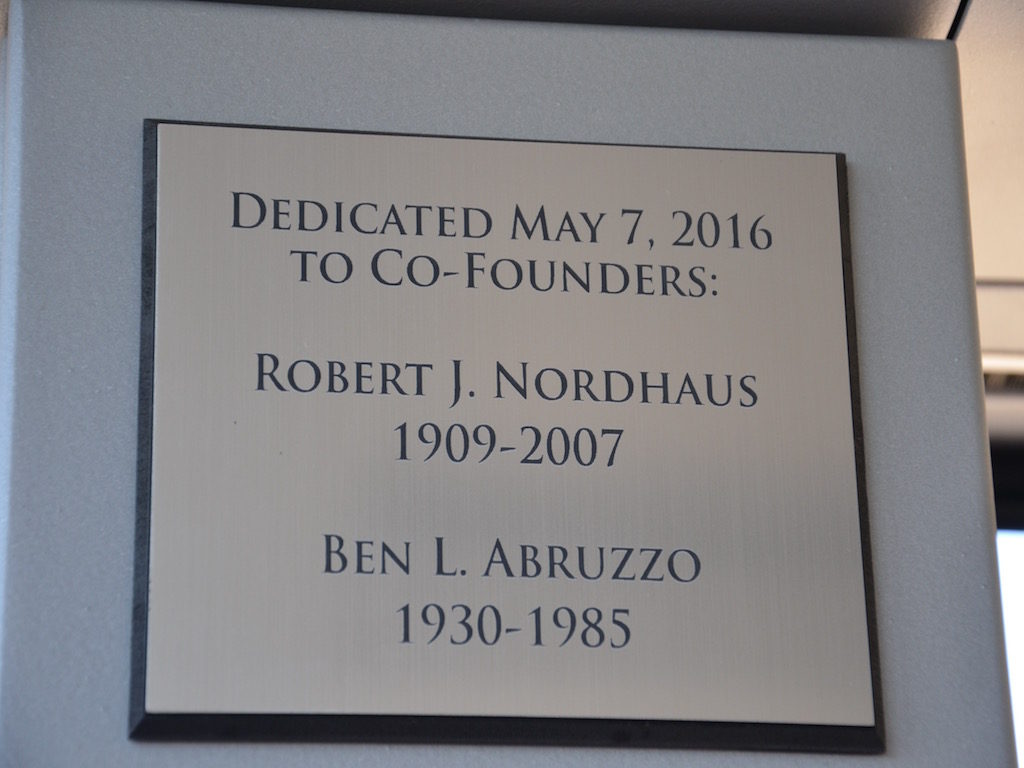 Dedicated May 7, 2016
to Co-Founders:
Robert J. Nordhaus
1909-2007
Ben L. Abruzzo
1930-1985